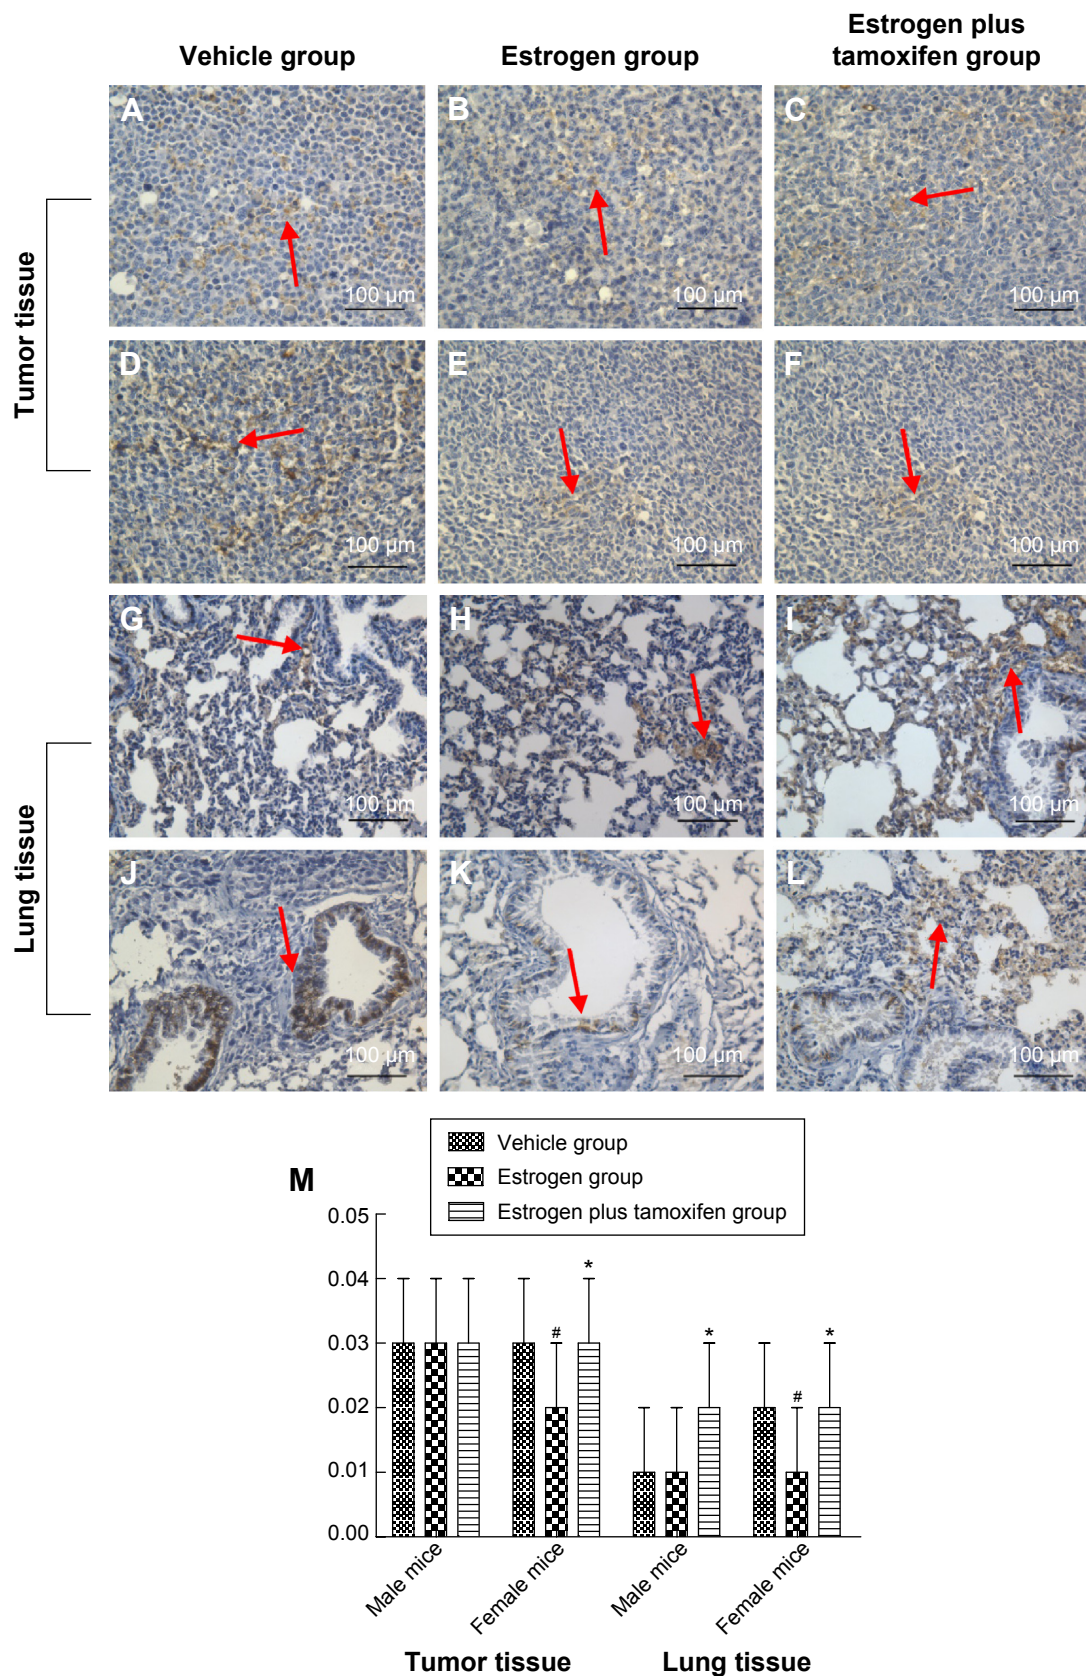 Vehicle group
Estrogen group
Estrogen plus
tamoxifen group
Tumor tissue
A
100 µm
B
100 µm
C
100 µm
D
100 µm
E
100 µm
F
100 µm
Lung tissue
G
100 µm
H
100 µm
I
100 µm
J
100 µm
K
100 µm
L
100 µm
M
Vehicle group
Estrogen group
Estrogen plus tamoxifen group
0.05
0.04
0.03
0.02
0.01
0.00
#
*
*
#
*
Male mice
Female mice
Male mice
Female mice
Tumor tissue
Lung tissue